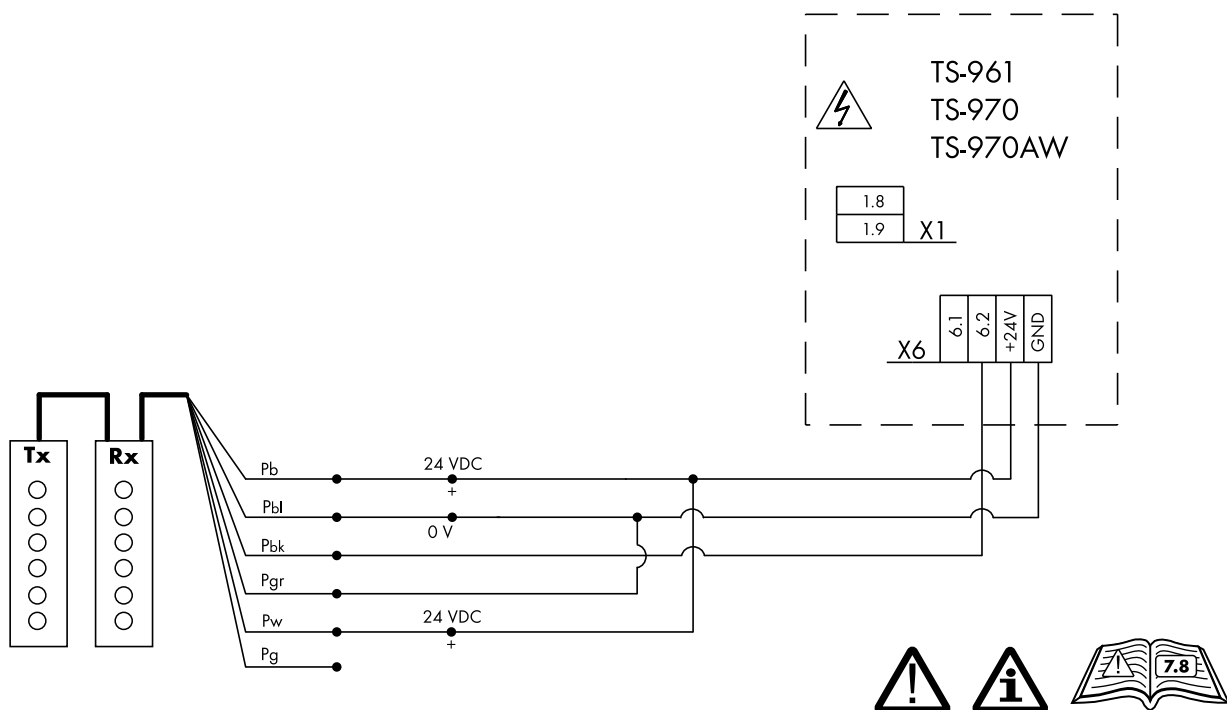 TS-961
TS-970
TS-970AW
1.8
1.9
X1
X6
6.1
6.2
+24V
GND
Tx
Rx
Pb
24 VDC
+
Pbl
0 V
Pbk
Pgr
Pw
24 VDC
+
Pg
!
i
!
7.8